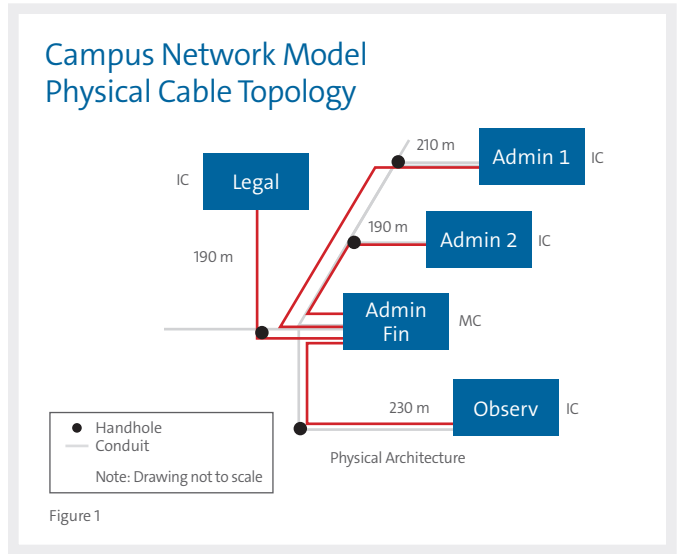 Campus Network Model
Physical Cable Topology
210 m
Admin 1
IC
IC
Legal
190 m
Admin 2
IC
190 m
Admin
Fin
MC
230 m
Observ
IC
Handhole
Conduit
Note: Drawing not to scale
Physical Architecture
Figure 1